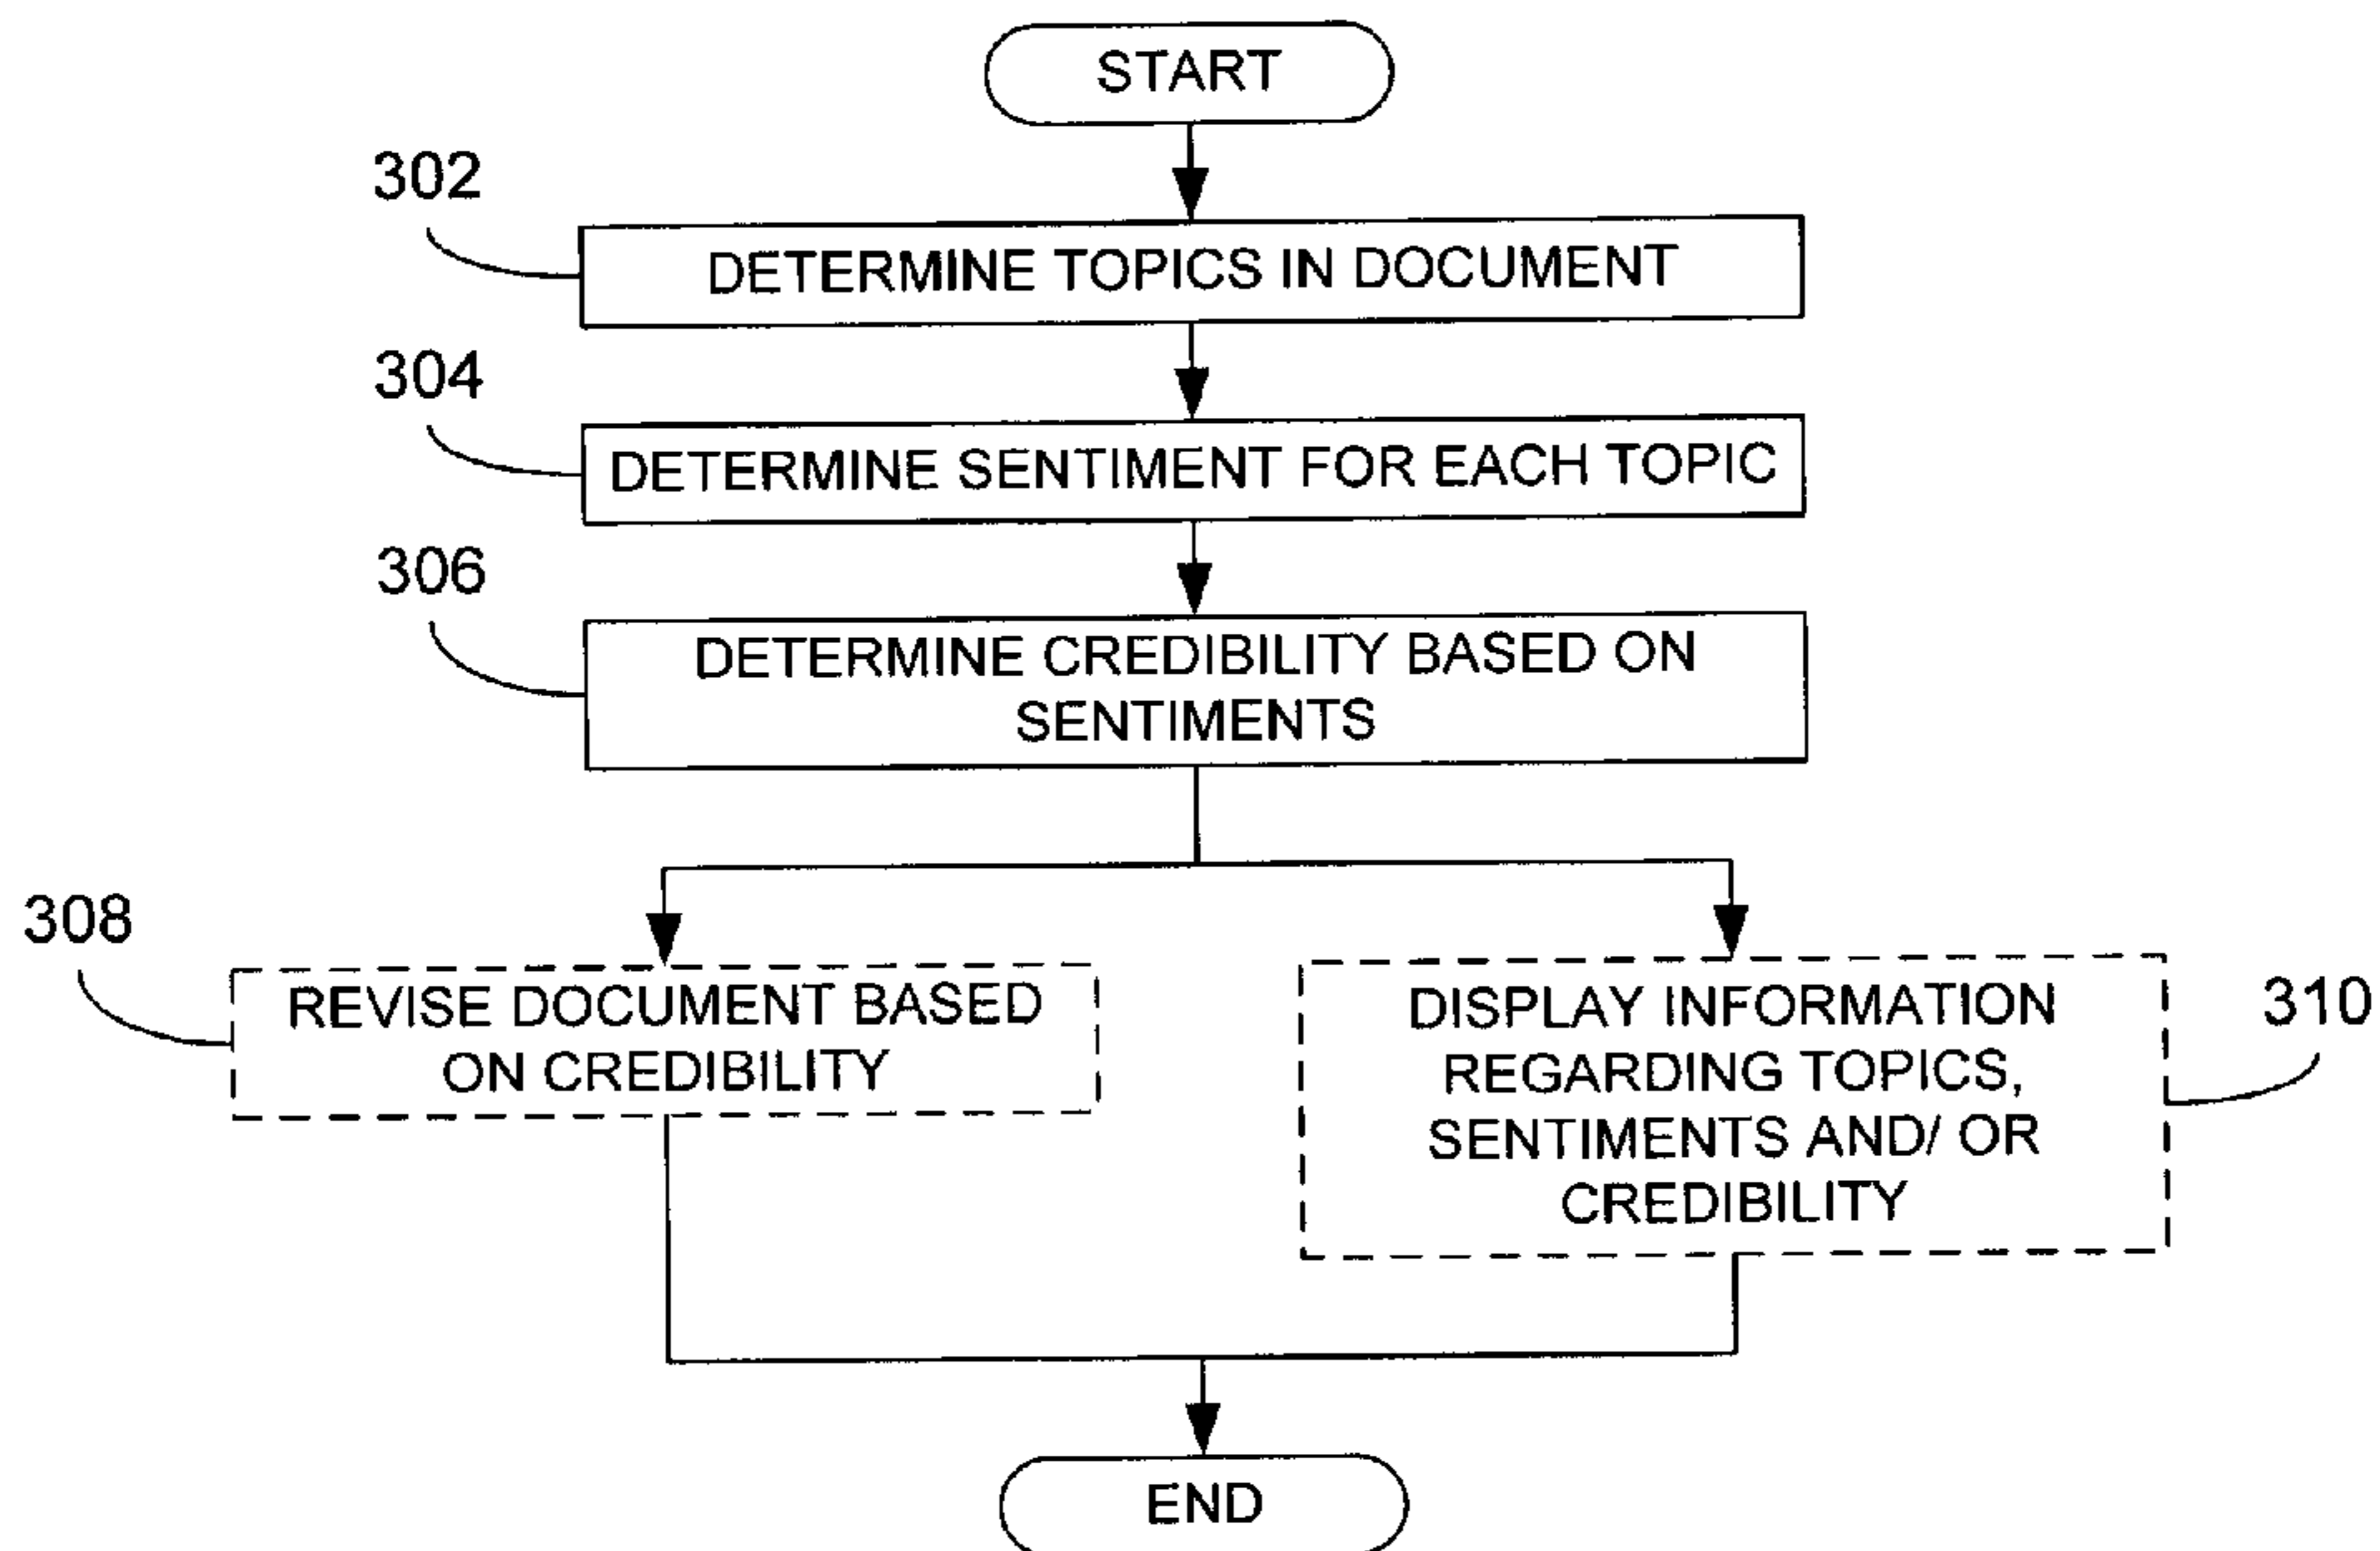 START
302
DETERMINE TOPICS IN DOCUMENT
304
DETERMINE SENTIMENT FOR EACH TOPIC
306
DETERMINE CREDIBILITY BASED ON
SENTIMENTS
308
REVISE DOCUMENT BASED
ON CREDIBILITY
310
DISPLAY INFORMATION
REGARDING TOPICS,
SENTIMENTS AND/ OR
CREDIBILITY
END